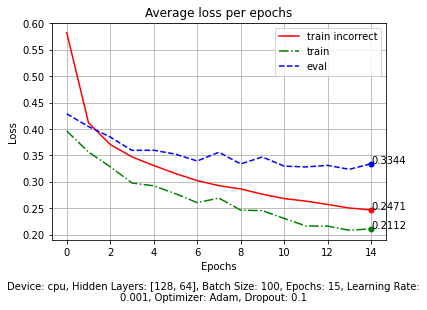 Average loss per epochs
0.60
0.55
0.50
0.45
0.40
0.35
0.30
0.25
0.20
Loss
train incorrect
train
eval
0.3344
0.2471
0.2112
0 2 4 6 8 10 12 14
Epochs
Device: cpu, Hidden Layers: [128, 64], Batch Size: 100, Epochs: 15, Learning Rate:
0.001, Optimizer: Adam, Dropout: 0.1